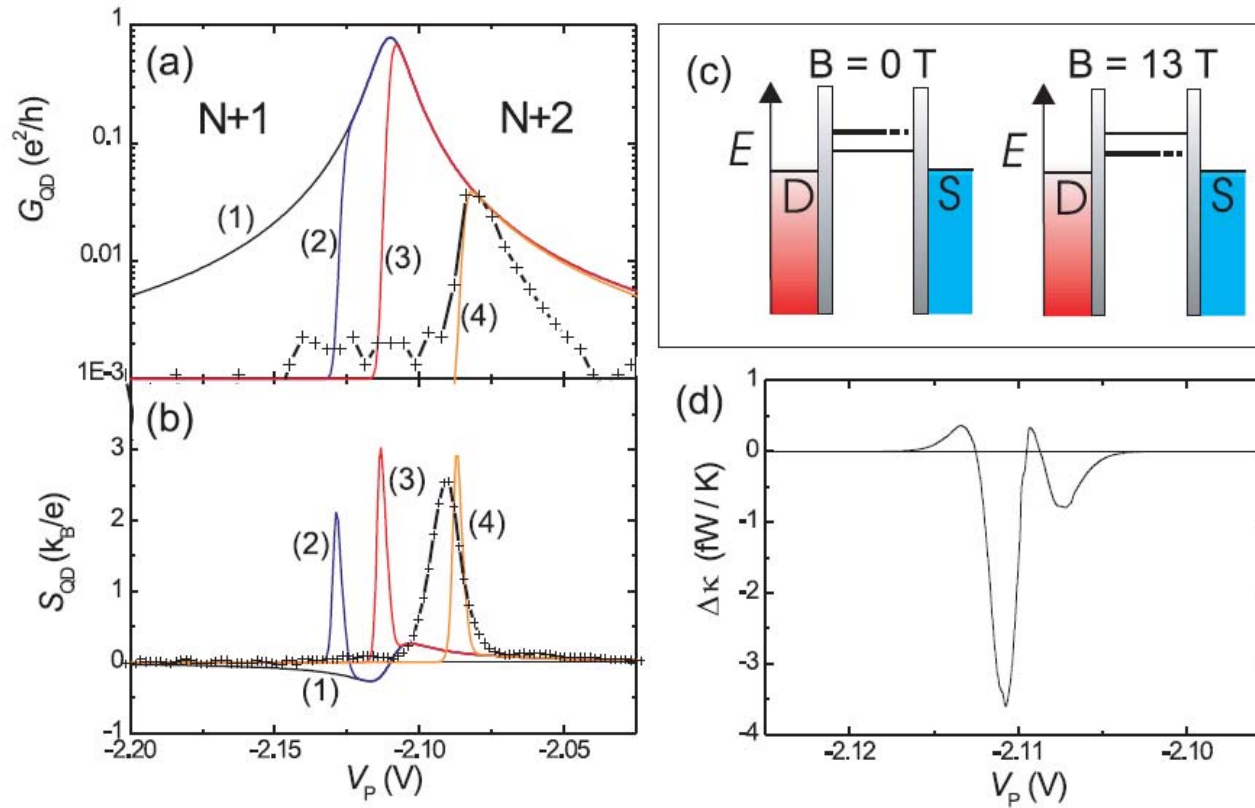 (a)
1
0.1
0.01
1E-3
G_QD (e²/h)
N+1
N+2
(1)
(2)
(3)
(4)
(b)
3
2
1
0
-1
S_QD (k_B/e)
(2)
(3)
(4)
(1)
-2.20
-2.15
-2.10
-2.05
V_P (V)
(c)
B = 0 T
B = 13 T
E
D
S
E
D
S
(d)
1
0
-1
-2
-3
-4
Δκ (fW / K)
-2.12
-2.11
-2.10
V_P (V)